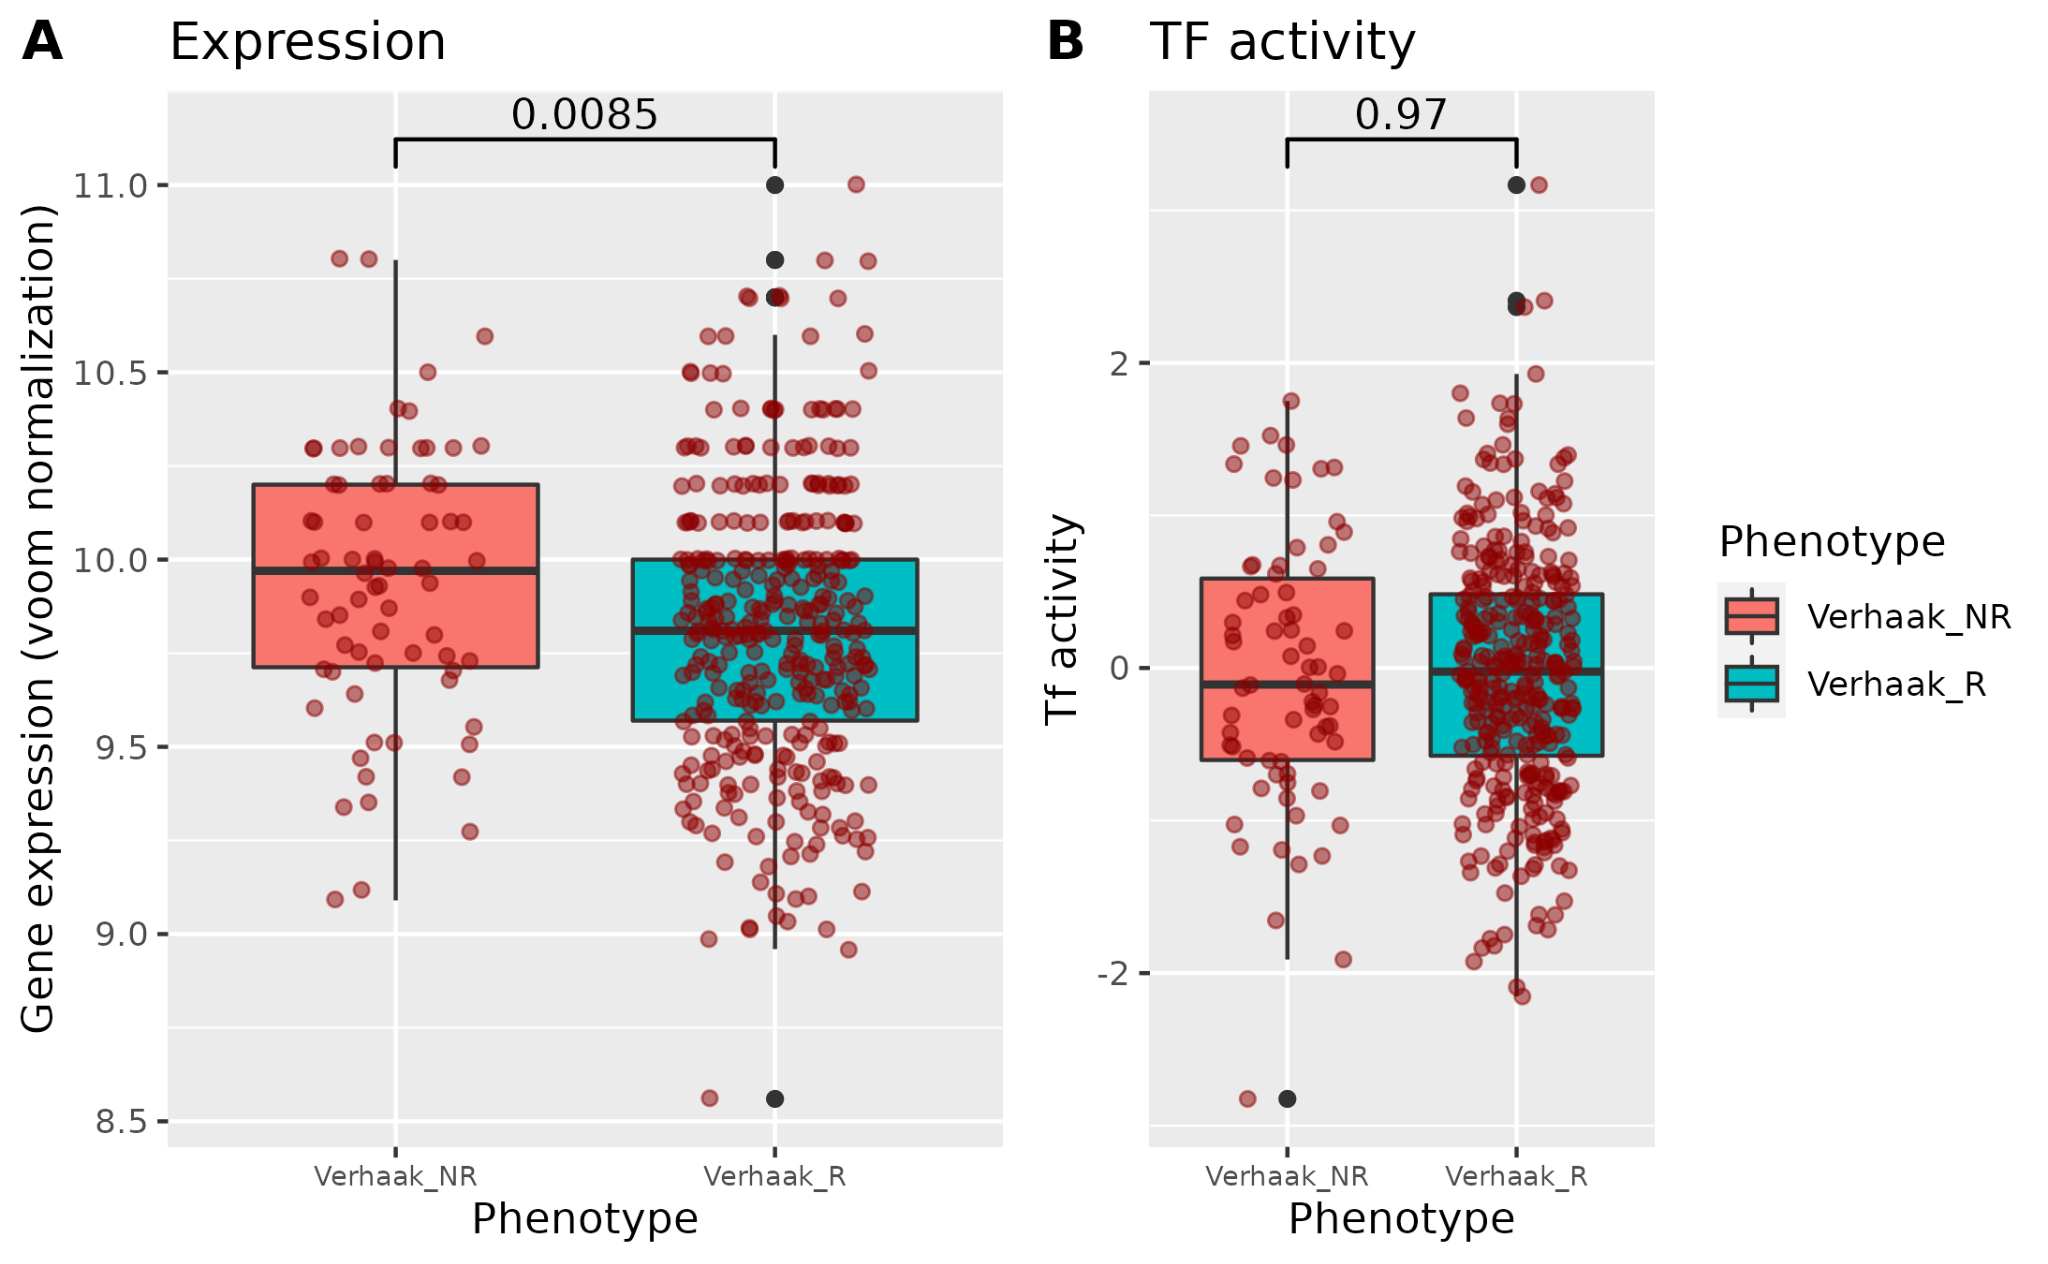 A Expression
0.0085
11.0
10.5
10.0
9.5
9.0
8.5
Gene expression (voom normalization)
Verhaak_NR Verhaak_R
Phenotype
B TF activity
0.97
2
0
-2
Tf activity
Verhaak_NR Verhaak_R
Phenotype
Phenotype
Verhaak_NR
Verhaak_R